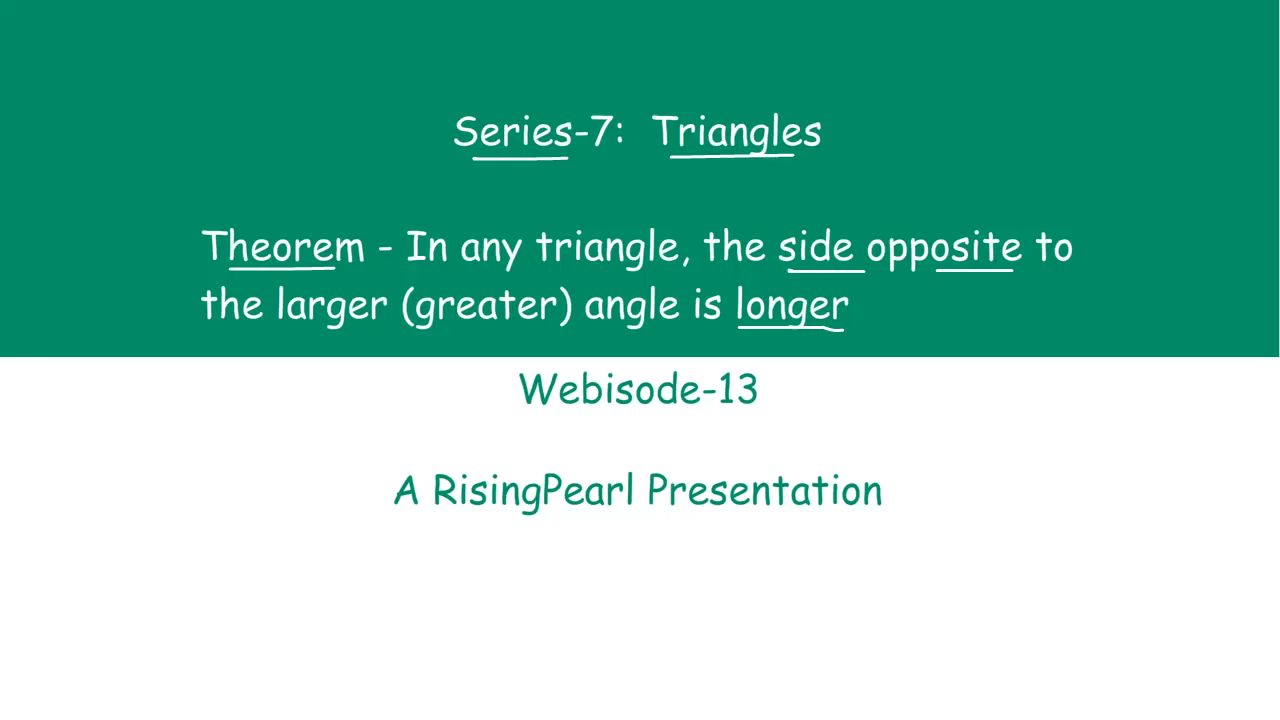 Series-7: Triangles
Theorem - In any triangle, the side opposite to
the larger (greater) angle is longer
Webisode-13
A RisingPearl Presentation